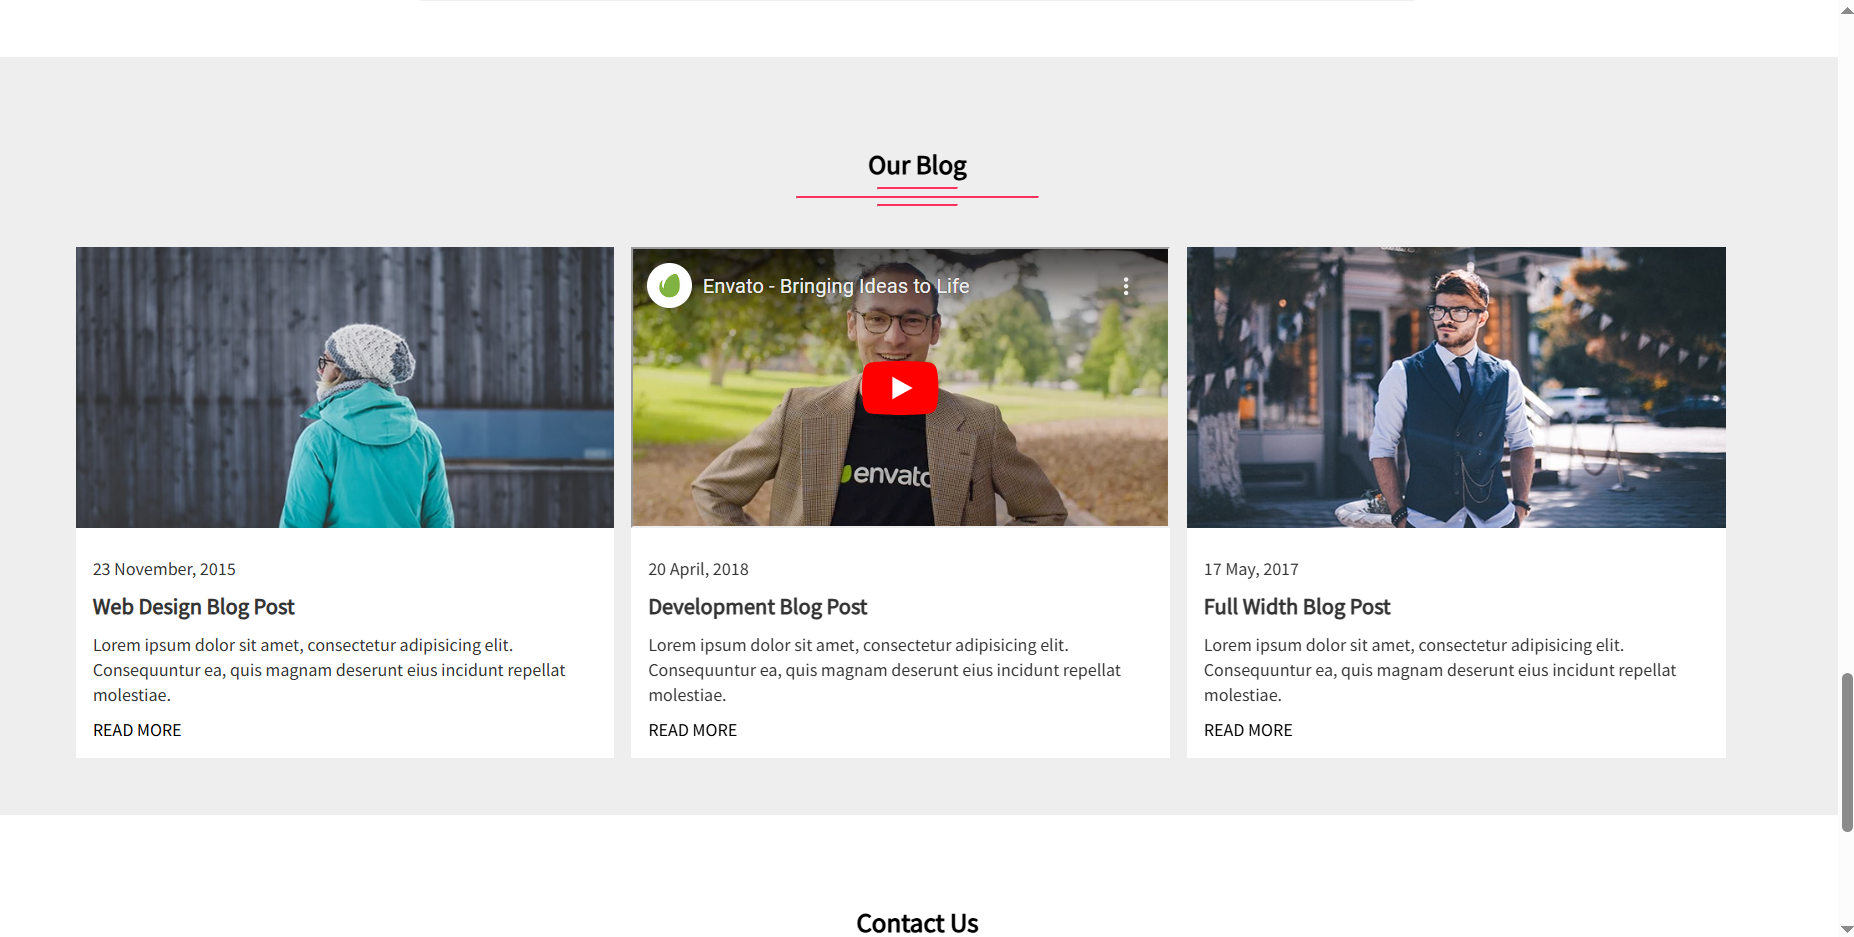 Our Blog
Envato - Bringing Ideas to Life
envato
23 November, 2015
Web Design Blog Post
Lorem ipsum dolor sit amet, consectetur adipisicing elit.
Consequuntur ea, quis magnam deserunt eius incidunt repellat
molestiae.
READ MORE
20 April, 2018
Development Blog Post
Lorem ipsum dolor sit amet, consectetur adipisicing elit.
Consequuntur ea, quis magnam deserunt eius incidunt repellat
molestiae.
READ MORE
17 May, 2017
Full Width Blog Post
Lorem ipsum dolor sit amet, consectetur adipisicing elit.
Consequuntur ea, quis magnam deserunt eius incidunt repellat
molestiae.
READ MORE
Contact Us